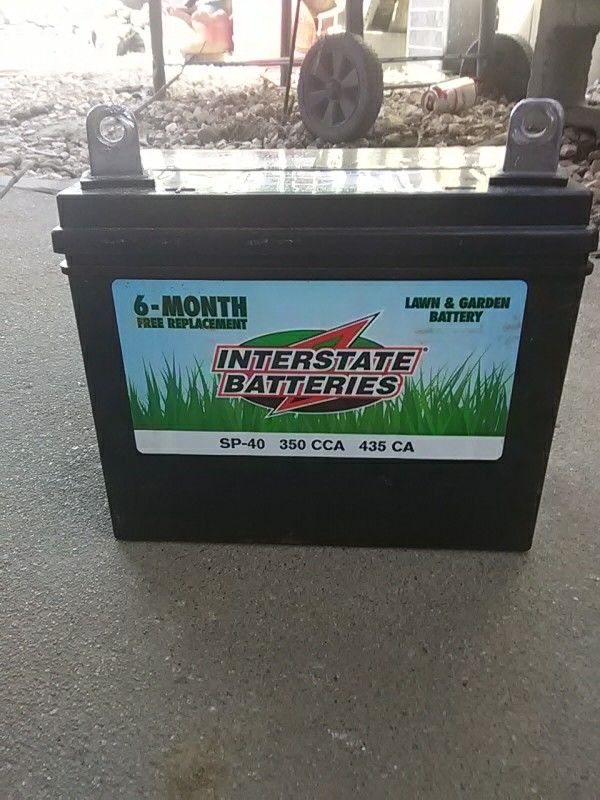 6-MONTH
FREE REPLACEMENT
LAWN & GARDEN
BATTERY
INTERSTATE
BATTERIES
SP-40 350 CCA 435 CA